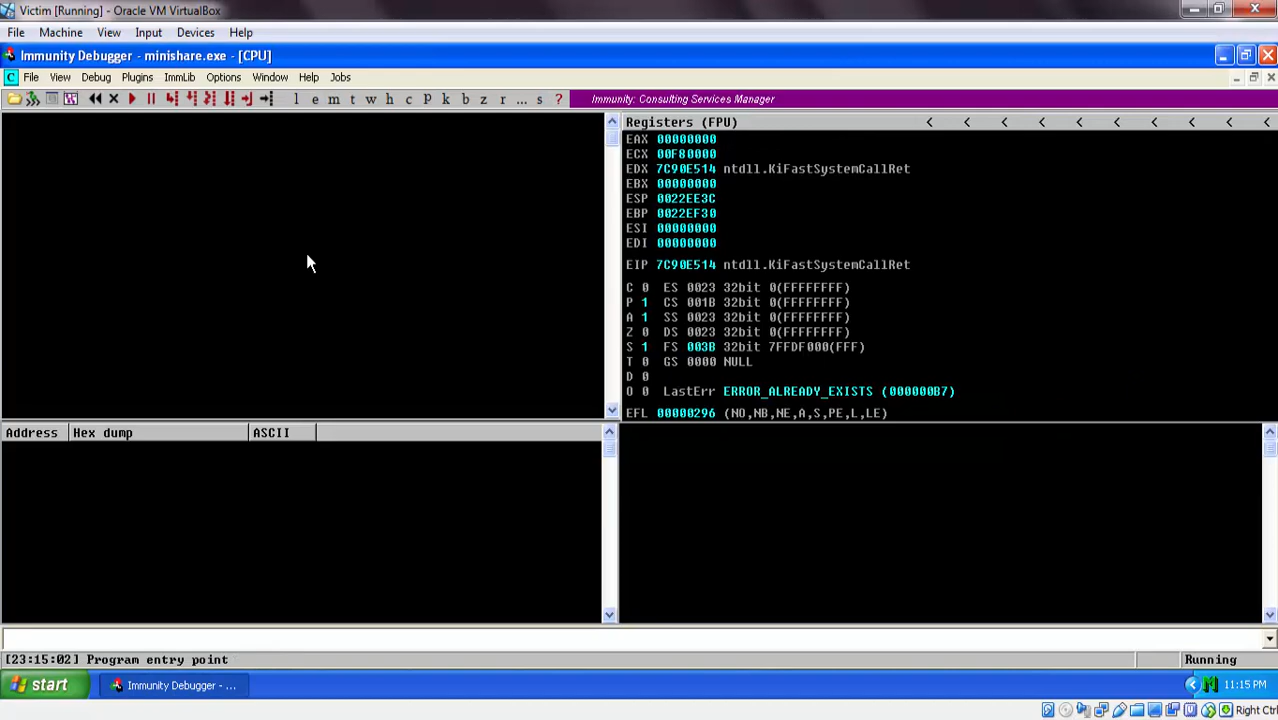 Victim [Running] - Oracle VM VirtualBox
File Machine View Input Devices Help
Immunity Debugger - minishare.exe - [CPU]
C File View Debug Plugins ImmLib Options Window Help Jobs
l e m t w h c p k b z r ... s ? Immunity: Consulting Services Manager
Registers (FPU) < < < < < < < < < <
EAX 00000000
ECX 00F80000
EDX 7C90E514 ntdll.KiFastSystemCallRet
EBX 00000000
ESP 0022EE3C
EBP 0022EF30
ESI 00000000
EDI 00000000
EIP 7C90E514 ntdll.KiFastSystemCallRet
C 0 ES 0023 32bit 0(FFFFFFFF)
P 1 CS 001B 32bit 0(FFFFFFFF)
A 1 SS 0023 32bit 0(FFFFFFFF)
Z 0 DS 0023 32bit 0(FFFFFFFF)
S 1 FS 003B 32bit 7FFDF000(FFF)
T 0 GS 0000 NULL
D 0
O 0 LastErr ERROR_ALREADY_EXISTS (000000B7)
EFL 00000296 (NO,NB,NE,A,S,PE,L,LE)
Address Hex dump ASCII
[23:15:02] Program entry point Running
start Immunity Debugger - ... 11:15 PM
Right Ctrl